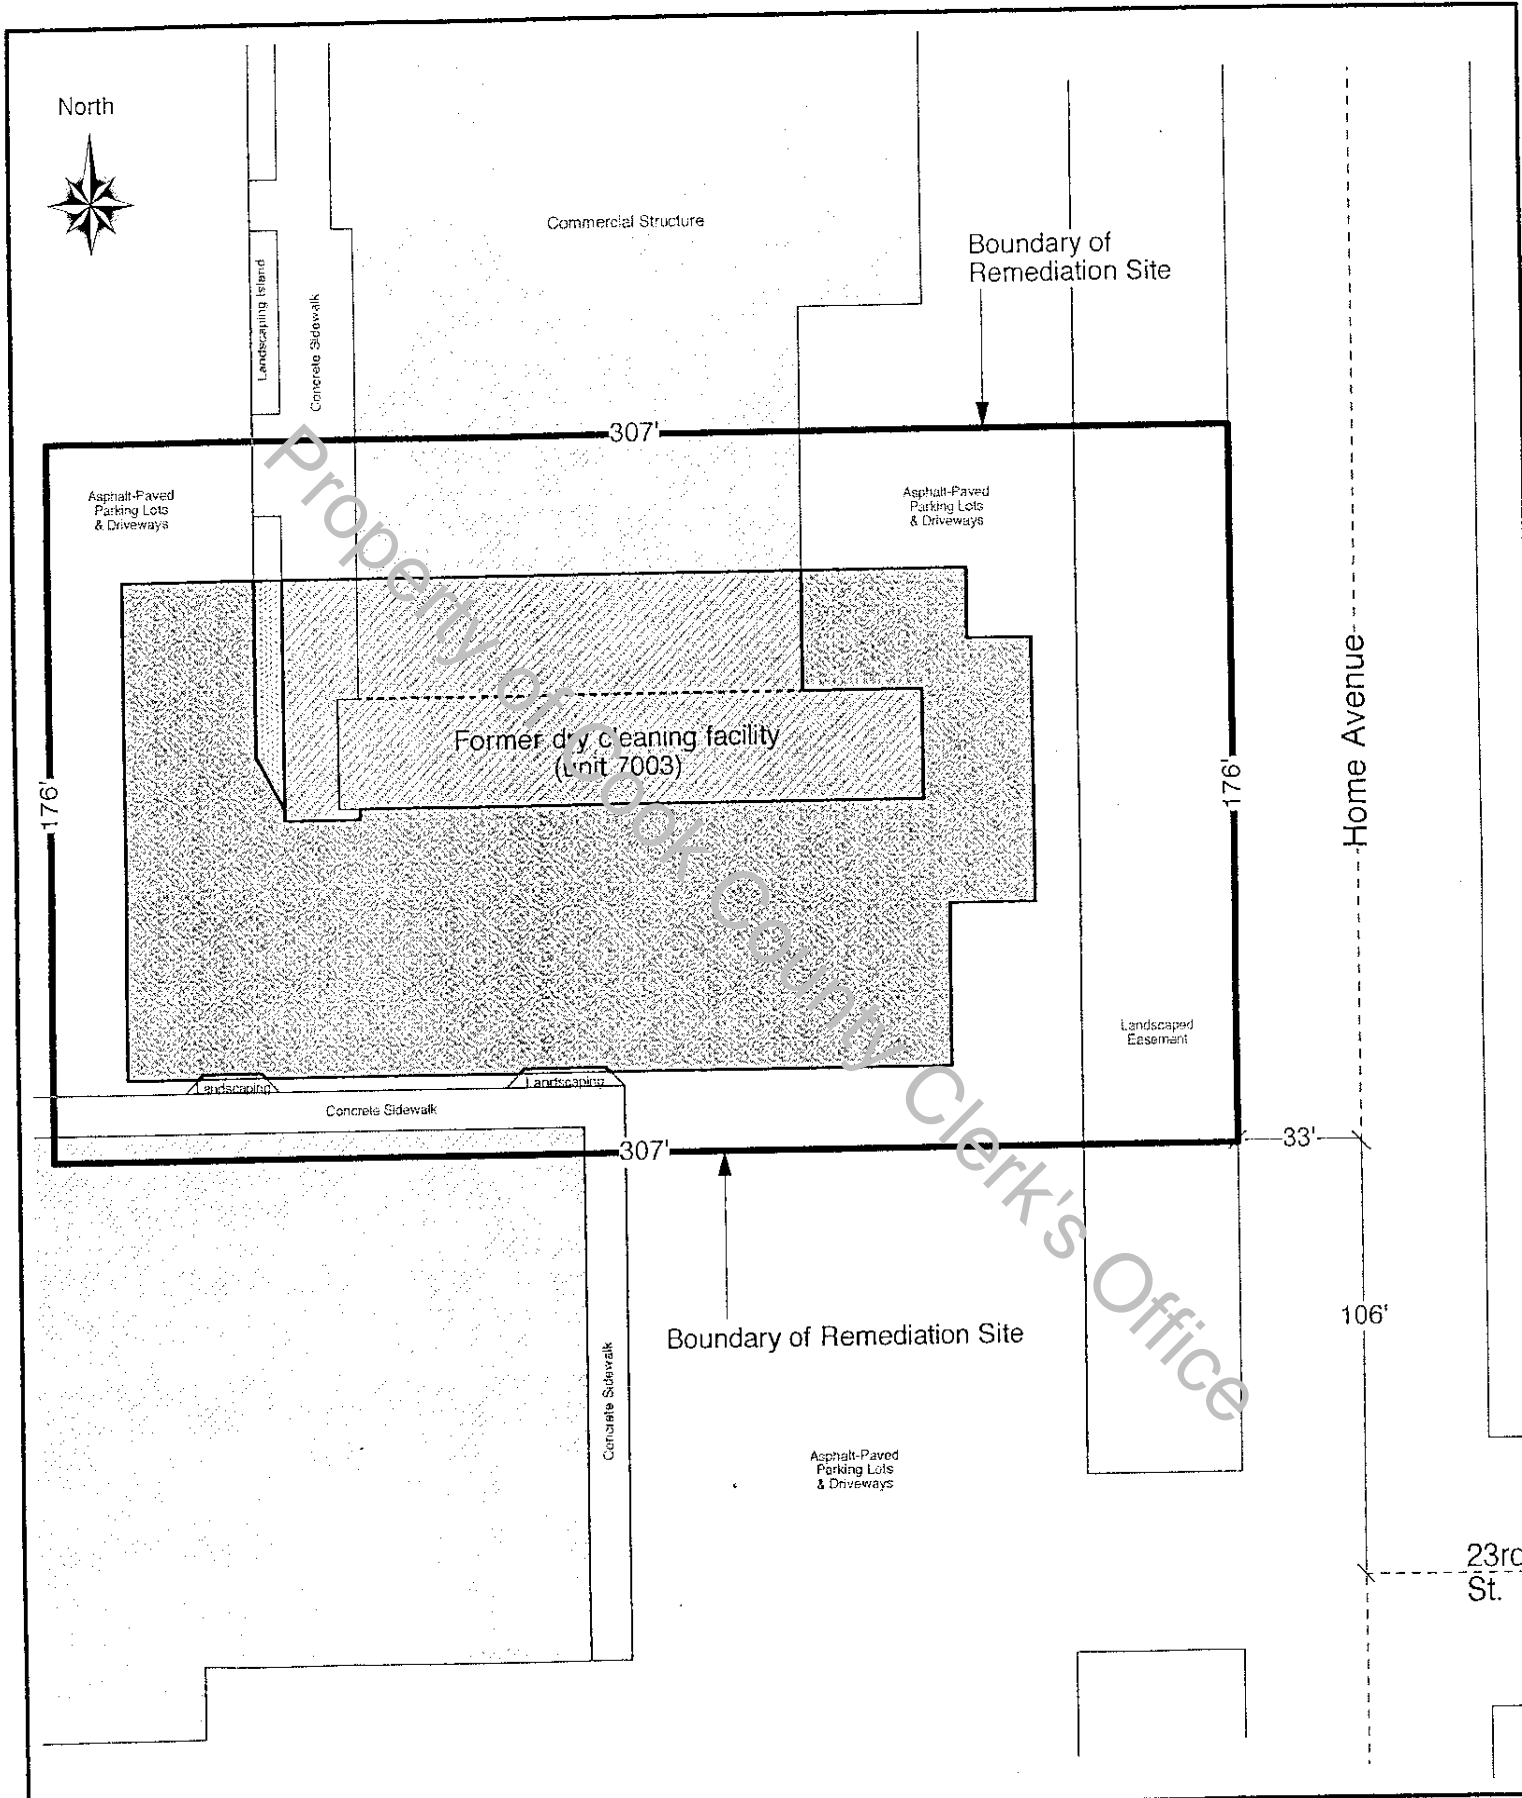 North
Commercial Structure
Boundary of
Remediation Site
Landscaping Island
Concrete Sidewalk
307'
Asphalt-Paved
Parking Lots
& Driveways
Asphalt-Paved
Parking Lots
& Driveways
Former dry cleaning facility
(unit 7003)
176'
176'
Home Avenue
Landscaped
Easement
Landscaping
Landscaping
Concrete Sidewalk
307'
33'
106'
Boundary of Remediation Site
Concrete Sidewalk
Asphalt-Paved
Parking Lots
& Driveways
23rd
St.
Property of Cook County Clerk's Office